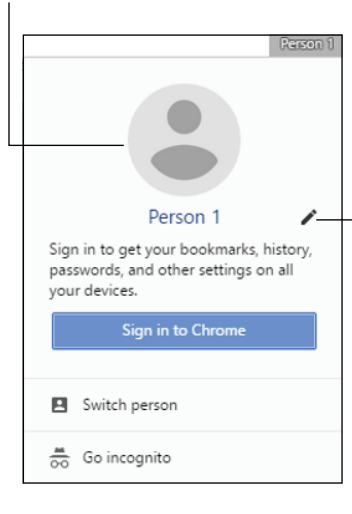 Person 1
Person 1
Sign in to get your bookmarks, history,
passwords, and other settings on all
your devices.
Sign in to Chrome
Switch person
Go incognito